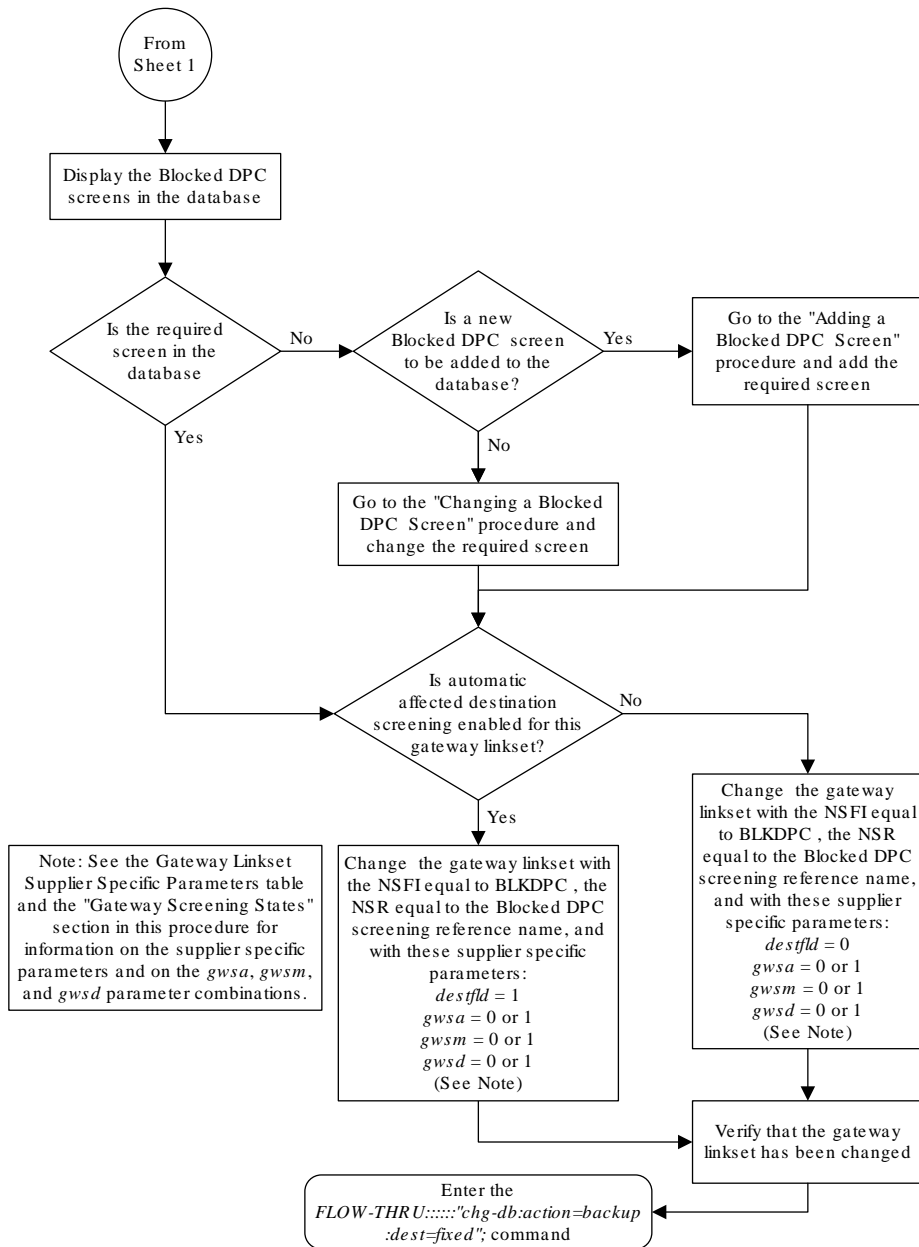 From
Sheet 1
Display the Blocked DPC
screens in the database
Is the required
screen in the
database
No
Is a new
Blocked DPC screen
to be added to the
database?
Yes
Go to the "Adding a
Blocked DPC Screen"
procedure and add the
required screen
Yes
No
Go to the "Changing a Blocked
DPC Screen" procedure and
change the required screen
Is automatic
affected destination
screening enabled for this
gateway linkset?
No
Yes
Change the gateway
linkset with the NSFI equal
to BLKDPC , the NSR
equal to the Blocked DPC
screening reference name,
and with these supplier
specific parameters:
destfld = 0
gwsa = 0 or 1
gwsm = 0 or 1
gwsd = 0 or 1
(See Note)
Note: See the Gateway Linkset
Supplier Specific Parameters table
and the "Gateway Screening States"
section in this procedure for
information on the supplier specific
parameters and on the gwsa, gwsm,
and gwsd parameter combinations.
Change the gateway linkset with
the NSFI equal to BLKDPC , the
NSR equal to the Blocked DPC
screening reference name, and
with these supplier specific
parameters:
destfld = 1
gwsa = 0 or 1
gwsm = 0 or 1
gwsd = 0 or 1
(See Note)
Verify that the gateway
linkset has been changed
Enter the
FLOW-THRU::::::"chg-db:action=backup
:dest=fixed"; command